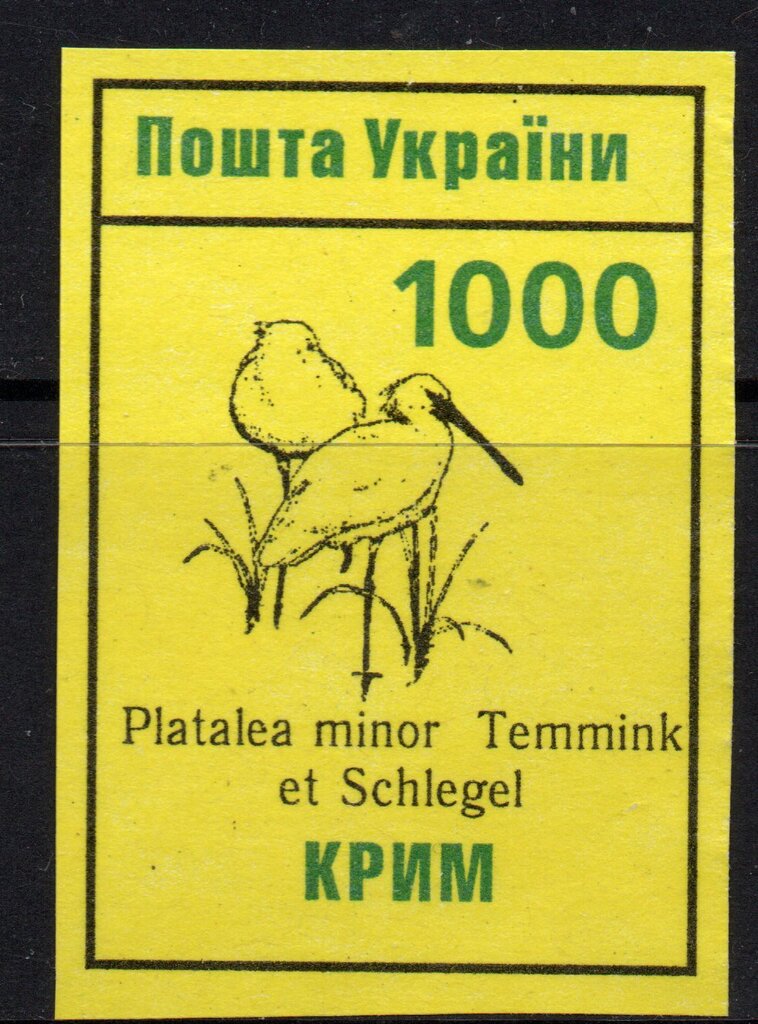 Пошта України
1000
Platalea minor Temmink
et Schlegel
КРИМ